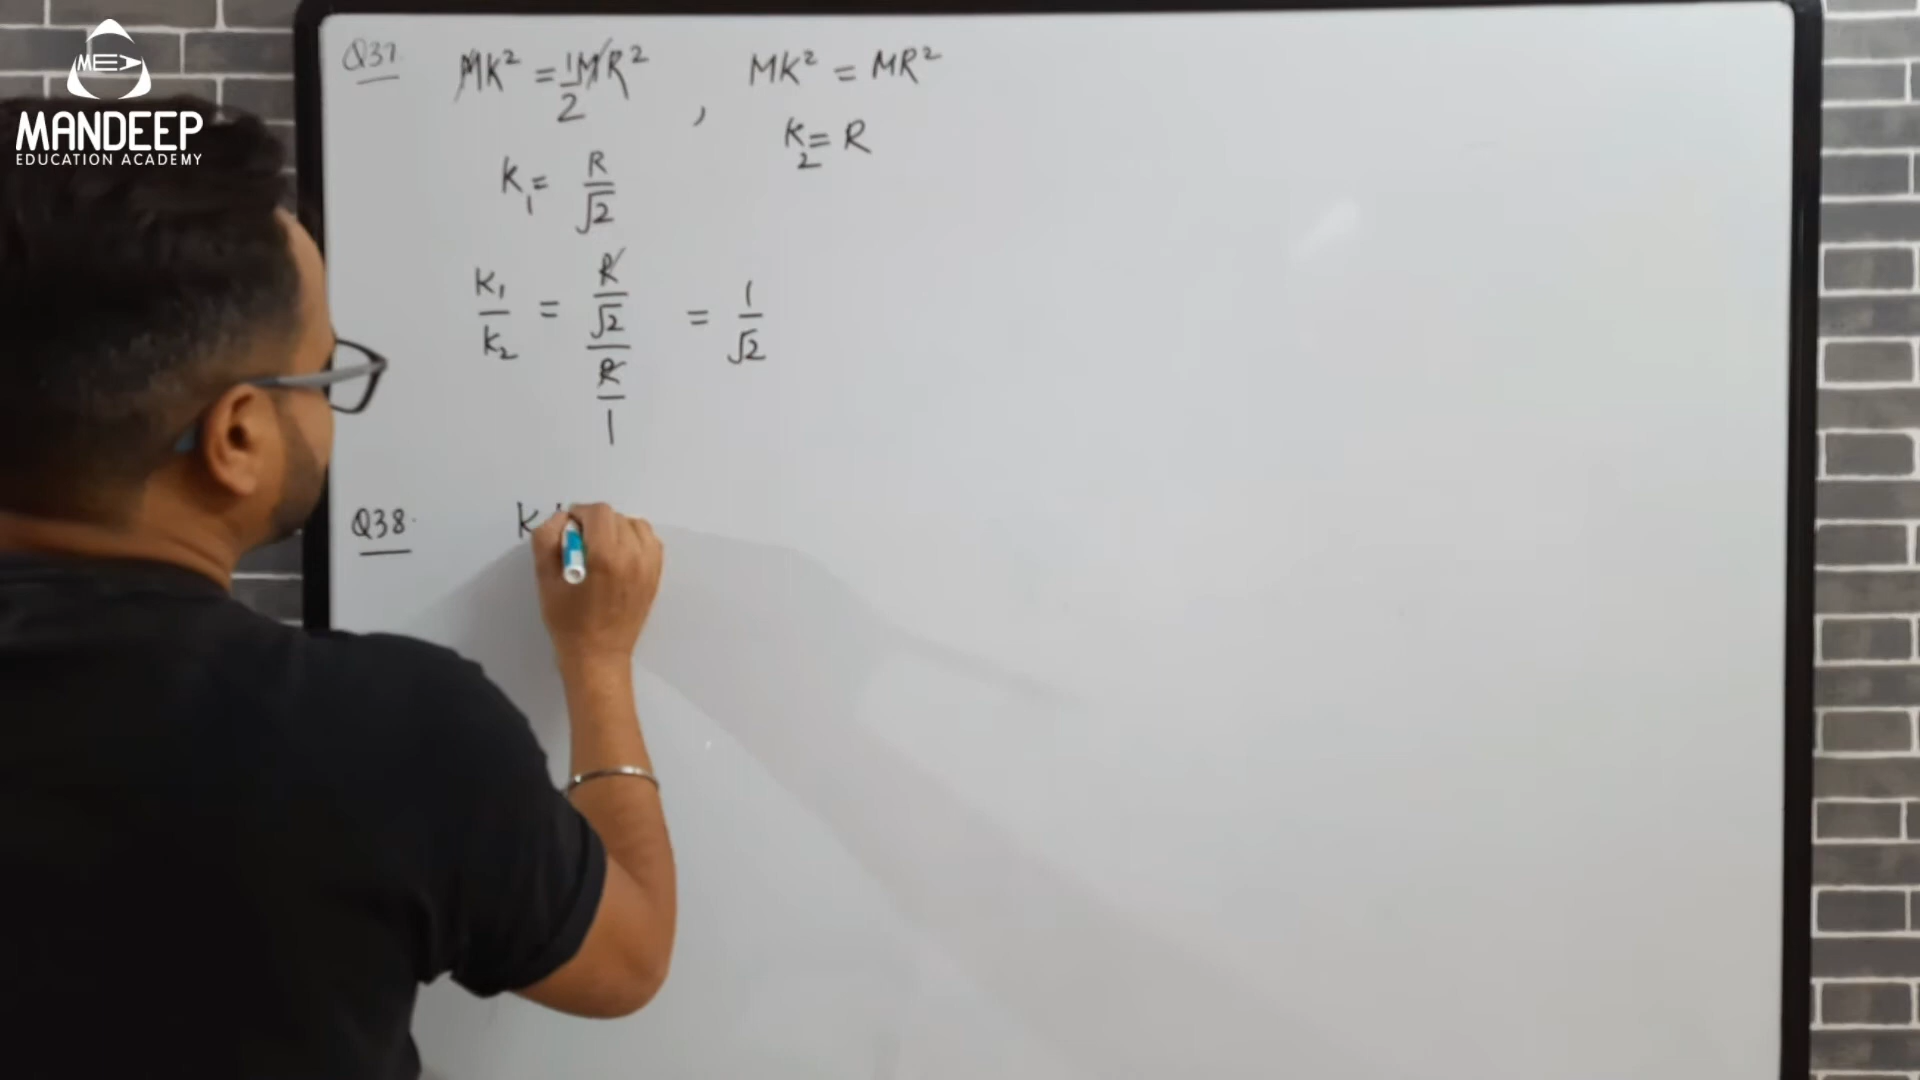 MEA
MANDEEP
EDUCATION ACADEMY
Q37. MK² = 1/2 MR² , MK² = MR²
K₁ = R/√2
K₂ = R
K₁/K₂ = (R/√2)/(R/1) = 1/√2
Q38. K